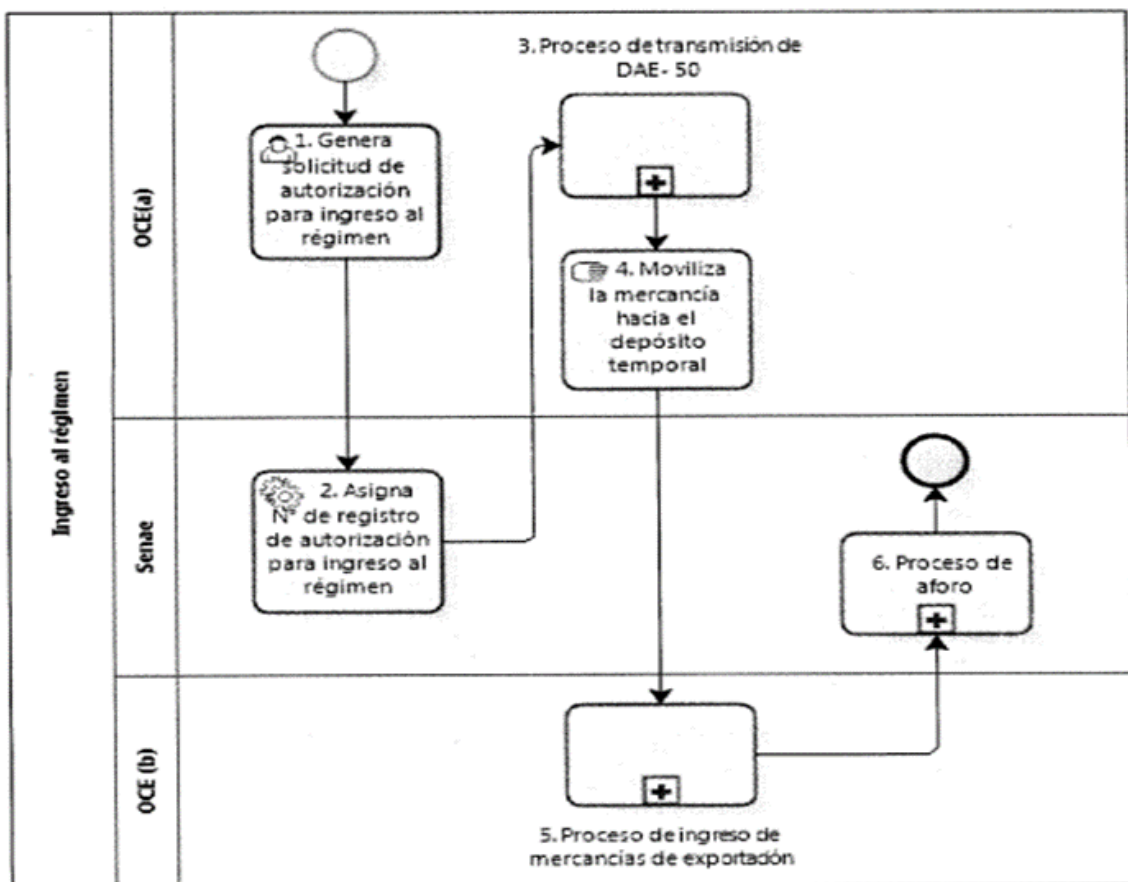 Ingreso al régimen
OCE(a)
1. Genera
solicitud de
autorización
para ingreso al
régimen
3. Proceso de transmisión de
DAE- 50
4. Moviliza
la mercancía
hacia el
depósito
temporal
Senae
2. Asigna
N° de registro
de autorización
para ingreso al
régimen
6. Proceso de
aforo
OCE (b)
5. Proceso de ingreso de
mercancías de exportación